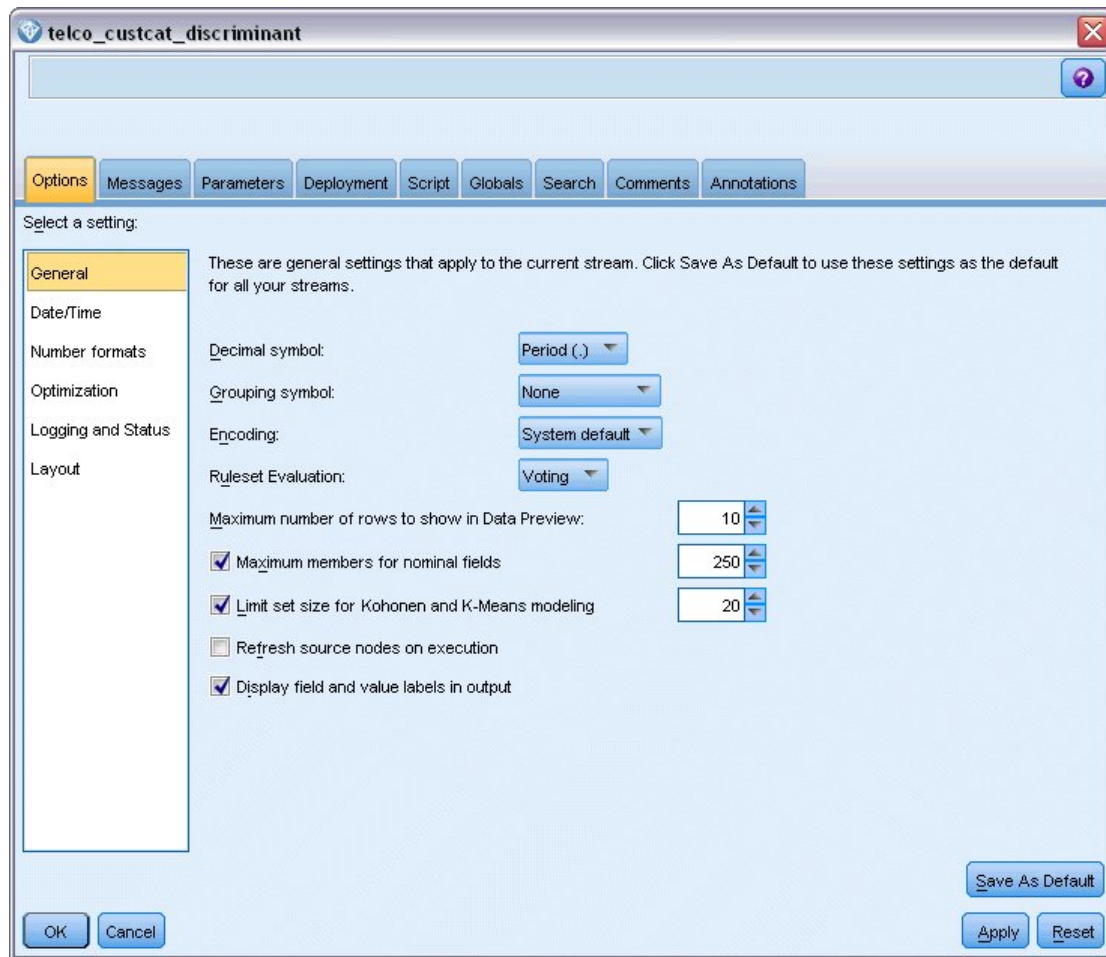 telco_custcat_discriminant
Options Messages Parameters Deployment Script Globals Search Comments Annotations
Select a setting:
General
Date/Time
Number formats
Optimization
Logging and Status
Layout
These are general settings that apply to the current stream. Click Save As Default to use these settings as the default
for all your streams.
Decimal symbol: Period (.)
Grouping symbol: None
Encoding: System default
Ruleset Evaluation: Voting
Maximum number of rows to show in Data Preview: 10
Maximum members for nominal fields 250
Limit set size for Kohonen and K-Means modeling 20
Refresh source nodes on execution
Display field and value labels in output
Save As Default
OK Cancel Apply Reset